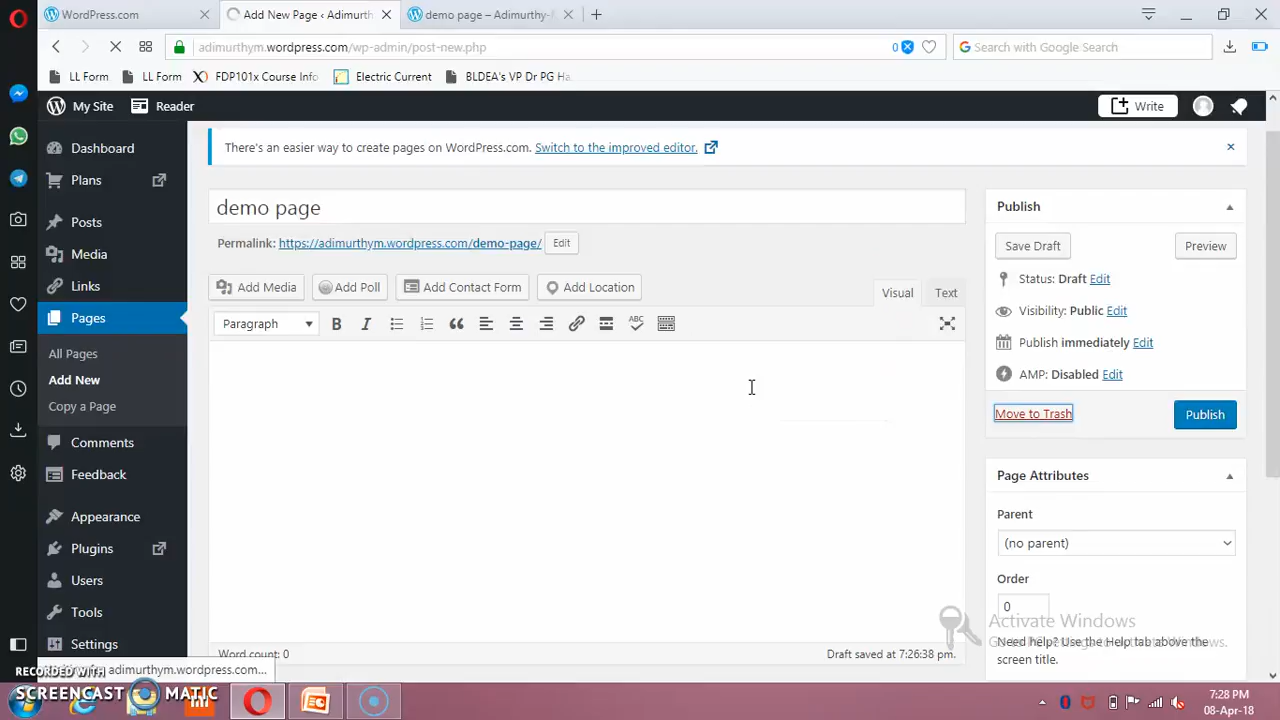 WordPress.com
Add New Page ‹ Adimurthy
demo page – Adimurthy-
adimurthym.wordpress.com/wp-admin/post-new.php
0
Search with Google Search
LL Form
LL Form
FDP101x Course Info
Electric Current
BLDEA's VP Dr PG Ha
My Site
Reader
Write
Dashboard
Plans
Posts
Media
Links
Pages
All Pages
Add New
Copy a Page
Comments
Feedback
Appearance
Plugins
Users
Tools
Settings
There's an easier way to create pages on WordPress.com. Switch to the improved editor.
demo page
Permalink: https://adimurthym.wordpress.com/demo-page/ Edit
Add Media
Add Poll
Add Contact Form
Add Location
Visual
Text
Paragraph
ABC
Word count: 0
Draft saved at 7:26:38 pm.
Publish
Save Draft
Preview
Status: Draft Edit
Visibility: Public Edit
Publish immediately Edit
AMP: Disabled Edit
Move to Trash
Publish
Page Attributes
Parent
(no parent)
Order
0
Activate Windows
Need help? Use the Help tab above the
screen title.
adimurthym.wordpress.com...
RECORDED WITH
SCREENCAST MATIC
7:28 PM
08-Apr-18